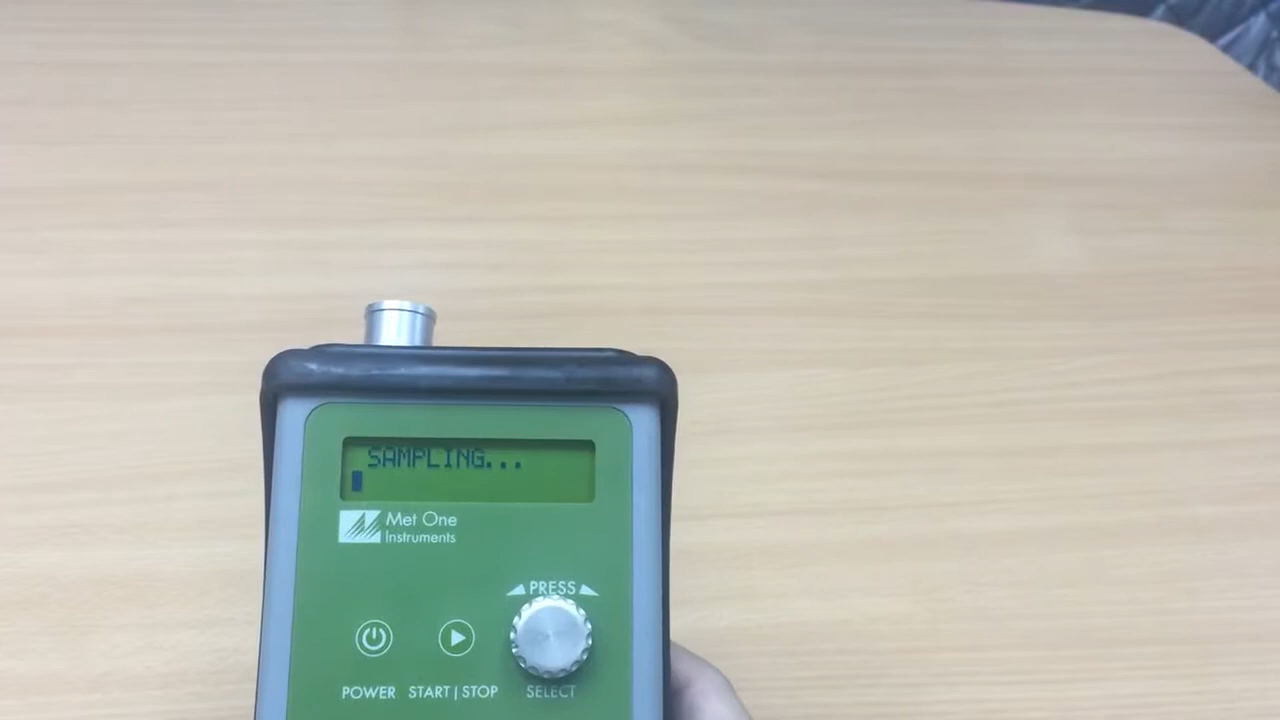 SAMPLING...
Met One
Instruments
PRESS
POWER START|STOP SELECT